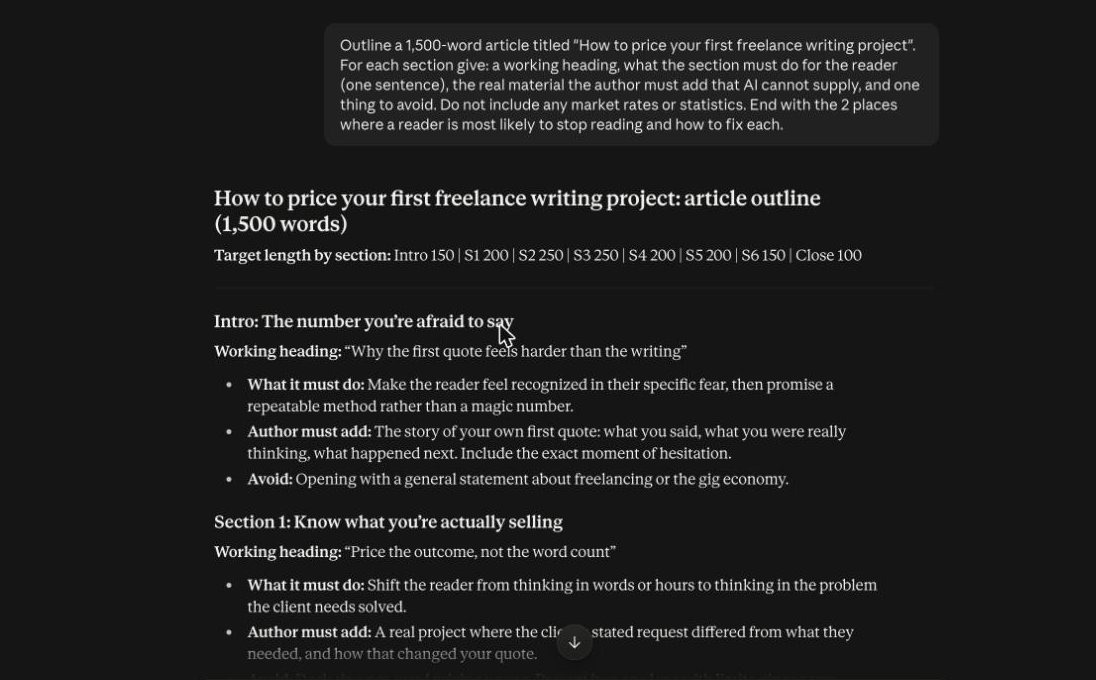 Outline a 1,500-word article titled "How to price your first freelance writing project".
For each section give: a working heading, what the section must do for the reader
(one sentence), the real material the author must add that AI cannot supply, and one
thing to avoid. Do not include any market rates or statistics. End with the 2 places
where a reader is most likely to stop reading and how to fix each.
How to price your first freelance writing project: article outline
(1,500 words)
Target length by section: Intro 150 | S1 200 | S2 250 | S3 250 | S4 200 | S5 200 | S6 150 | Close 100
Intro: The number you’re afraid to say
Working heading: “Why the first quote feels harder than the writing”
• What it must do: Make the reader feel recognized in their specific fear, then promise a
repeatable method rather than a magic number.
• Author must add: The story of your own first quote: what you said, what you were really
thinking, what happened next. Include the exact moment of hesitation.
• Avoid: Opening with a general statement about freelancing or the gig economy.
Section 1: Know what you’re actually selling
Working heading: “Price the outcome, not the word count”
• What it must do: Shift the reader from thinking in words or hours to thinking in the problem
the client needs solved.
• Author must add: A real project where the stated request differed from what they
needed, and how that changed your quote.